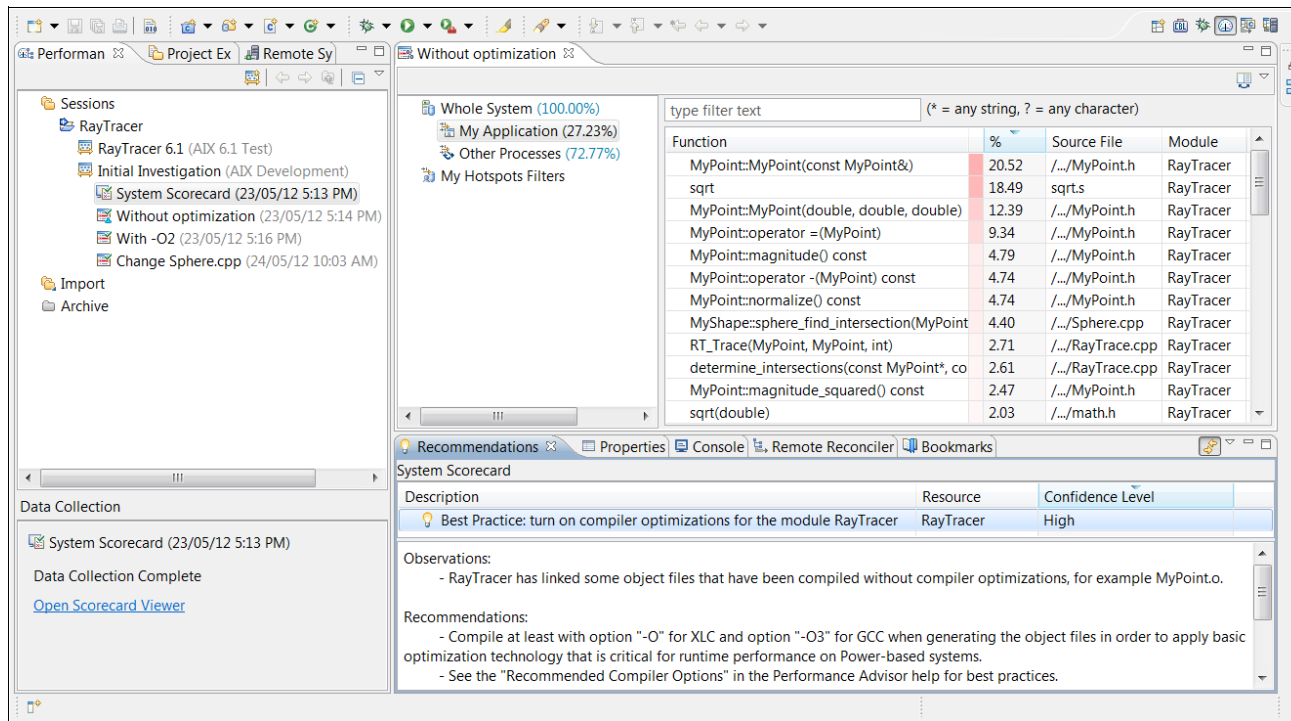 Performan
Project Ex
Remote Sy
Sessions
RayTracer
RayTracer 6.1 (AIX 6.1 Test)
Initial Investigation (AIX Development)
System Scorecard (23/05/12 5:13 PM)
Without optimization (23/05/12 5:14 PM)
With -O2 (23/05/12 5:16 PM)
Change Sphere.cpp (24/05/12 10:03 AM)
Import
Archive
Data Collection
System Scorecard (23/05/12 5:13 PM)
Data Collection Complete
Open Scorecard Viewer
Without optimization
Whole System (100.00%)
My Application (27.23%)
Other Processes (72.77%)
My Hotspots Filters
type filter text (* = any string, ? = any character)
Function % Source File Module
MyPoint::MyPoint(const MyPoint&) 20.52 /.../MyPoint.h RayTracer
sqrt 18.49 sqrt.s RayTracer
MyPoint::MyPoint(double, double, double) 12.39 /.../MyPoint.h RayTracer
MyPoint::operator =(MyPoint) 9.34 /.../MyPoint.h RayTracer
MyPoint::magnitude() const 4.79 /.../MyPoint.h RayTracer
MyPoint::operator -(MyPoint) const 4.74 /.../MyPoint.h RayTracer
MyPoint::normalize() const 4.74 /.../MyPoint.h RayTracer
MyShape::sphere_find_intersection(MyPoint 4.40 /.../Sphere.cpp RayTracer
RT_Trace(MyPoint, MyPoint, int) 2.71 /.../RayTrace.cpp RayTracer
determine_intersections(const MyPoint*, co 2.61 /.../RayTrace.cpp RayTracer
MyPoint::magnitude_squared() const 2.47 /.../MyPoint.h RayTracer
sqrt(double) 2.03 /.../math.h RayTracer
Recommendations Properties Console Remote Reconciler Bookmarks
System Scorecard
Description Resource Confidence Level
Best Practice: turn on compiler optimizations for the module RayTracer RayTracer High
Observations:
- RayTracer has linked some object files that have been compiled without compiler optimizations, for example MyPoint.o.
Recommendations:
- Compile at least with option "-O" for XLC and option "-O3" for GCC when generating the object files in order to apply basic
optimization technology that is critical for runtime performance on Power-based systems.
- See the "Recommended Compiler Options" in the Performance Advisor help for best practices.